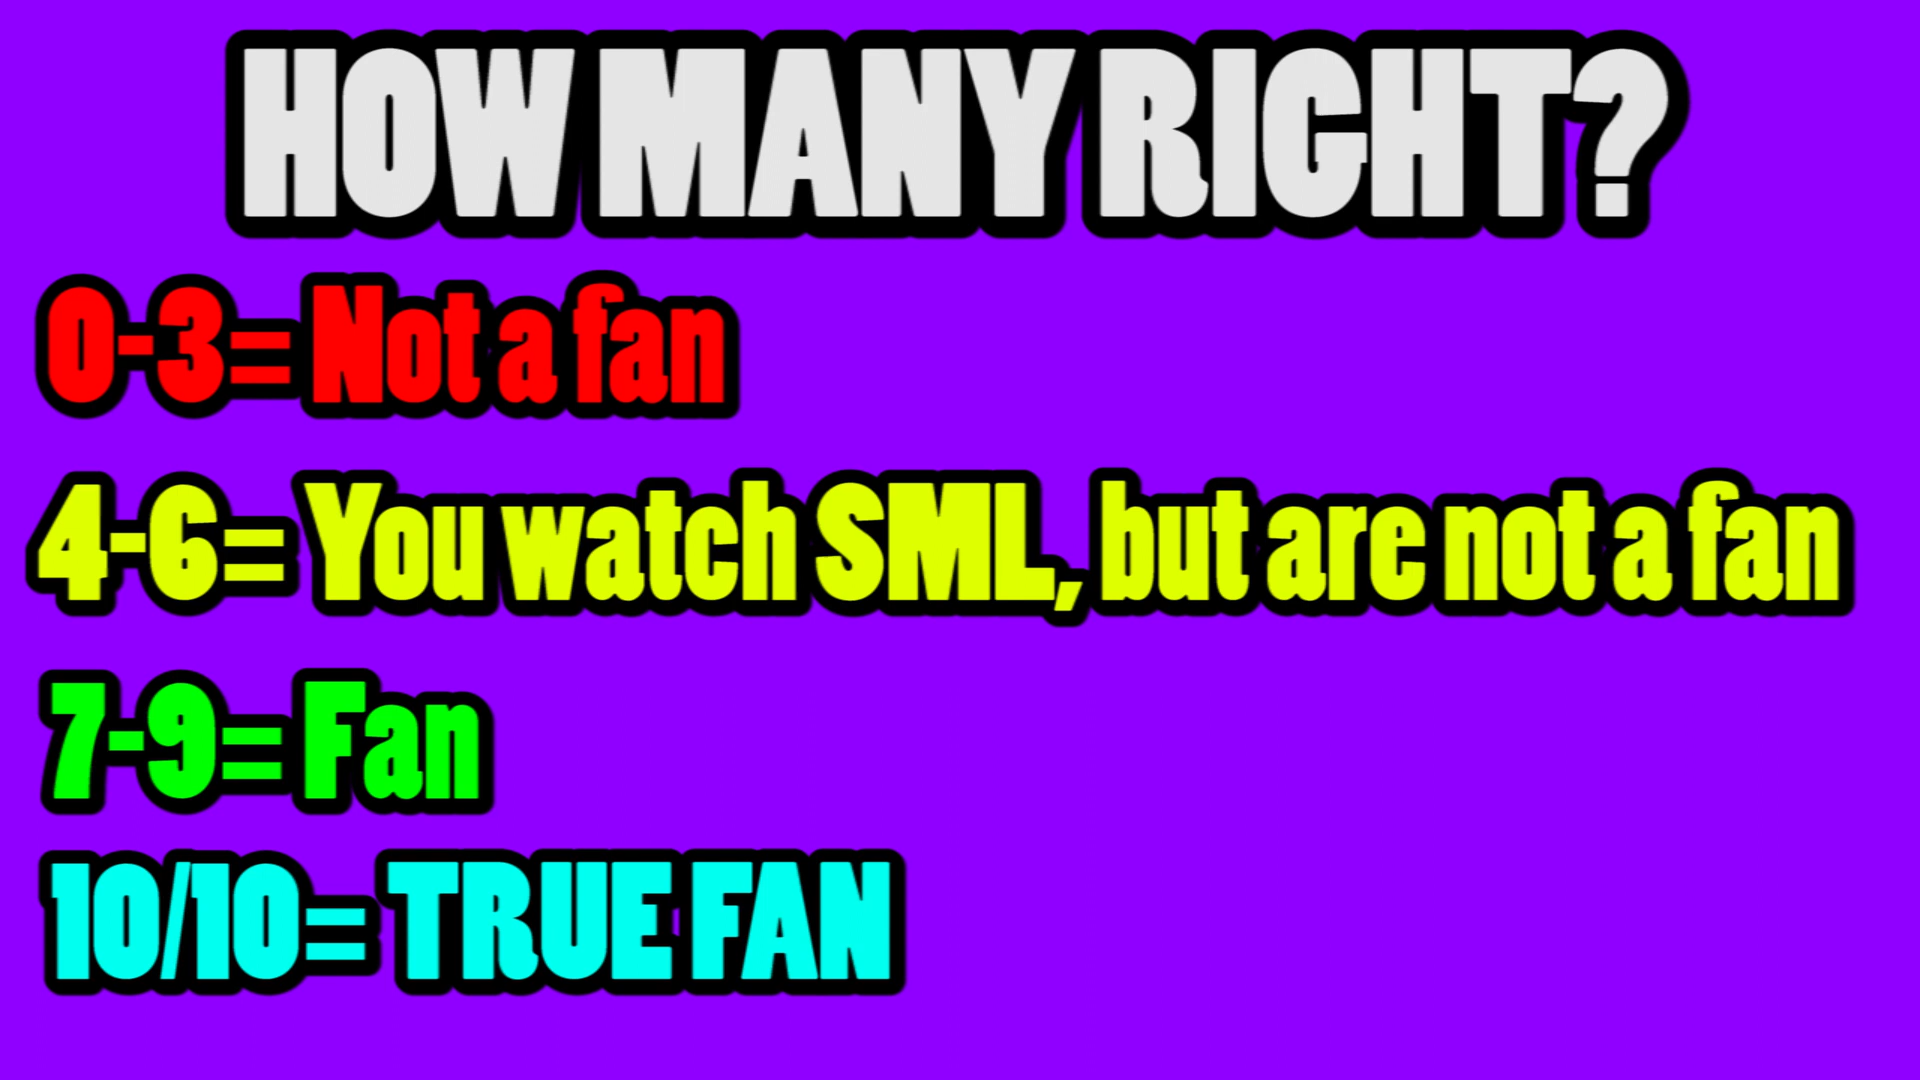 HOW MANY RIGHT?
0-3= Not a fan
4-6= You watch SML, but are not a fan
7-9= Fan
10/10= TRUE FAN